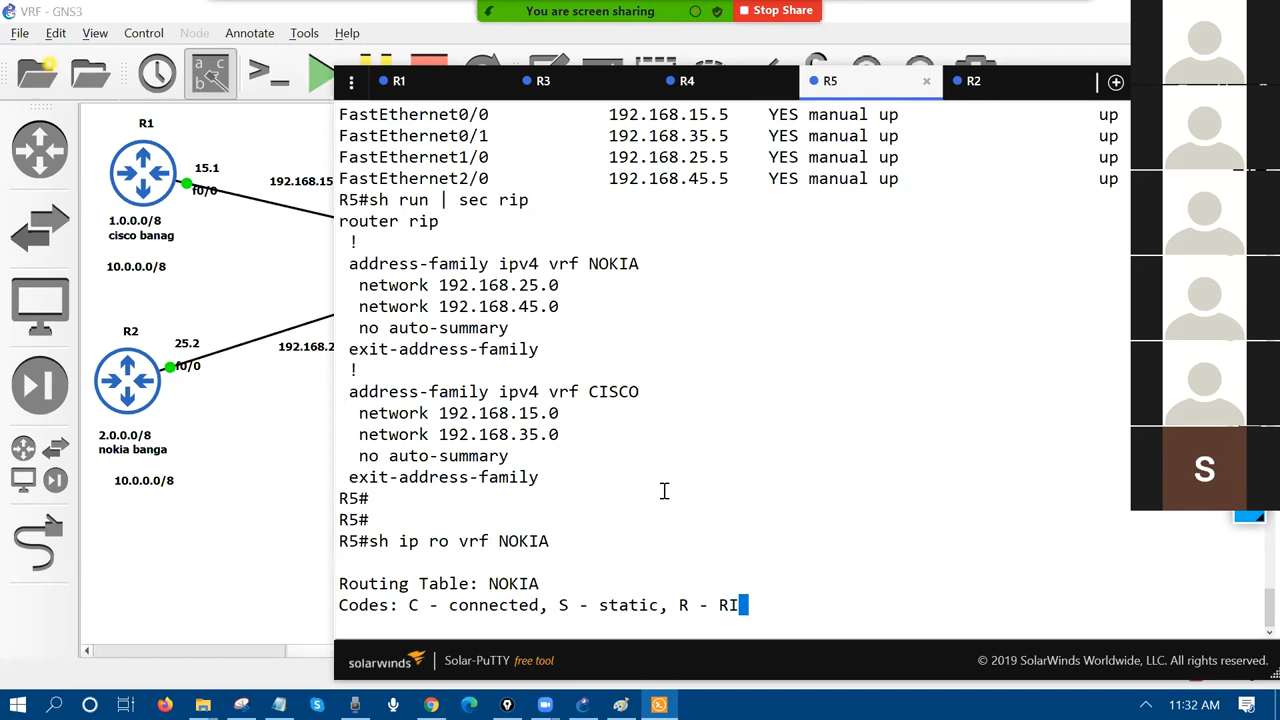 VRF - GNS3
You are screen sharing
Stop Share
File Edit View Control Node Annotate Tools Help
R1 R3 R4 R5 × R2
R1
15.1
f0/0
192.168.15
1.0.0.0/8
cisco banag
10.0.0.0/8
R2
25.2
f0/0
192.168.2
2.0.0.0/8
nokia banga
10.0.0.0/8
FastEthernet0/0 192.168.15.5 YES manual up up
FastEthernet0/1 192.168.35.5 YES manual up up
FastEthernet1/0 192.168.25.5 YES manual up up
FastEthernet2/0 192.168.45.5 YES manual up up
R5#sh run | sec rip
router rip
!
address-family ipv4 vrf NOKIA
network 192.168.25.0
network 192.168.45.0
no auto-summary
exit-address-family
!
address-family ipv4 vrf CISCO
network 192.168.15.0
network 192.168.35.0
no auto-summary
exit-address-family
R5#
R5#
R5#sh ip ro vrf NOKIA
Routing Table: NOKIA
Codes: C - connected, S - static, R - RI
S
solarwinds Solar-PuTTY free tool © 2019 SolarWinds Worldwide, LLC. All rights reserved.
11:32 AM